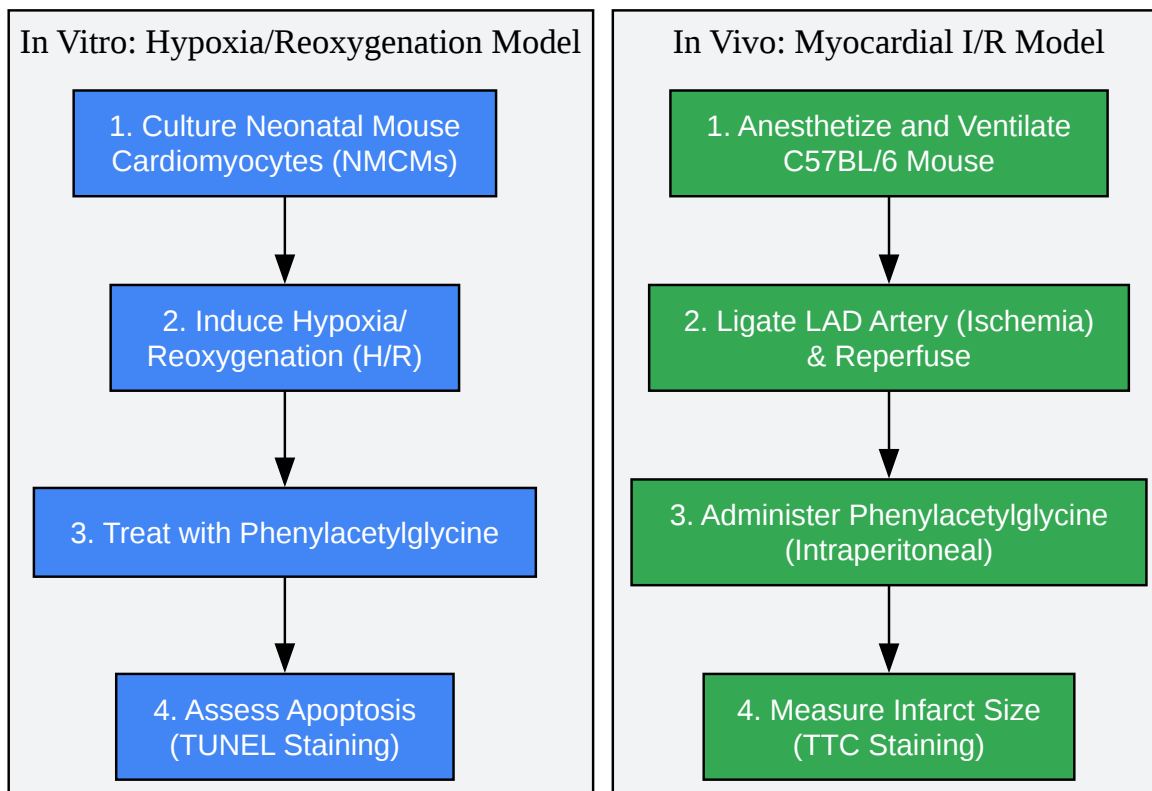 In Vitro: Hypoxia/Reoxygenation Model
1. Culture Neonatal Mouse
Cardiomyocytes (NMCMs)
2. Induce Hypoxia/
Reoxygenation (H/R)
3. Treat with Phenylacetylglycine
4. Assess Apoptosis
(TUNEL Staining)
In Vivo: Myocardial I/R Model
1. Anesthetize and Ventilate
C57BL/6 Mouse
2. Ligate LAD Artery (Ischemia)
& Reperfuse
3. Administer Phenylacetylglycine
(Intraperitoneal)
4. Measure Infarct Size
(TTC Staining)